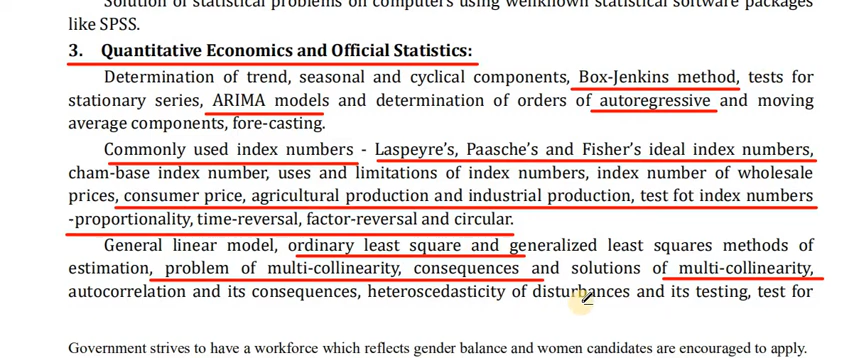 Solution of statistical problems on computers using wellknown statistical software packages
like SPSS.
3. Quantitative Economics and Official Statistics:
Determination of trend, seasonal and cyclical components, Box-Jenkins method, tests for
stationary series, ARIMA models and determination of orders of autoregressive and moving
average components, fore-casting.
Commonly used index numbers - Laspeyre's, Paasche's and Fisher's ideal index numbers,
cham-base index number, uses and limitations of index numbers, index number of wholesale
prices, consumer price, agricultural production and industrial production, test fot index numbers
-proportionality, time-reversal, factor-reversal and circular.
General linear model, ordinary least square and generalized least squares methods of
estimation, problem of multi-collinearity, consequences and solutions of multi-collinearity,
autocorrelation and its consequences, heteroscedasticity of disturbances and its testing, test for
Government strives to have a workforce which reflects gender balance and women candidates are encouraged to apply.